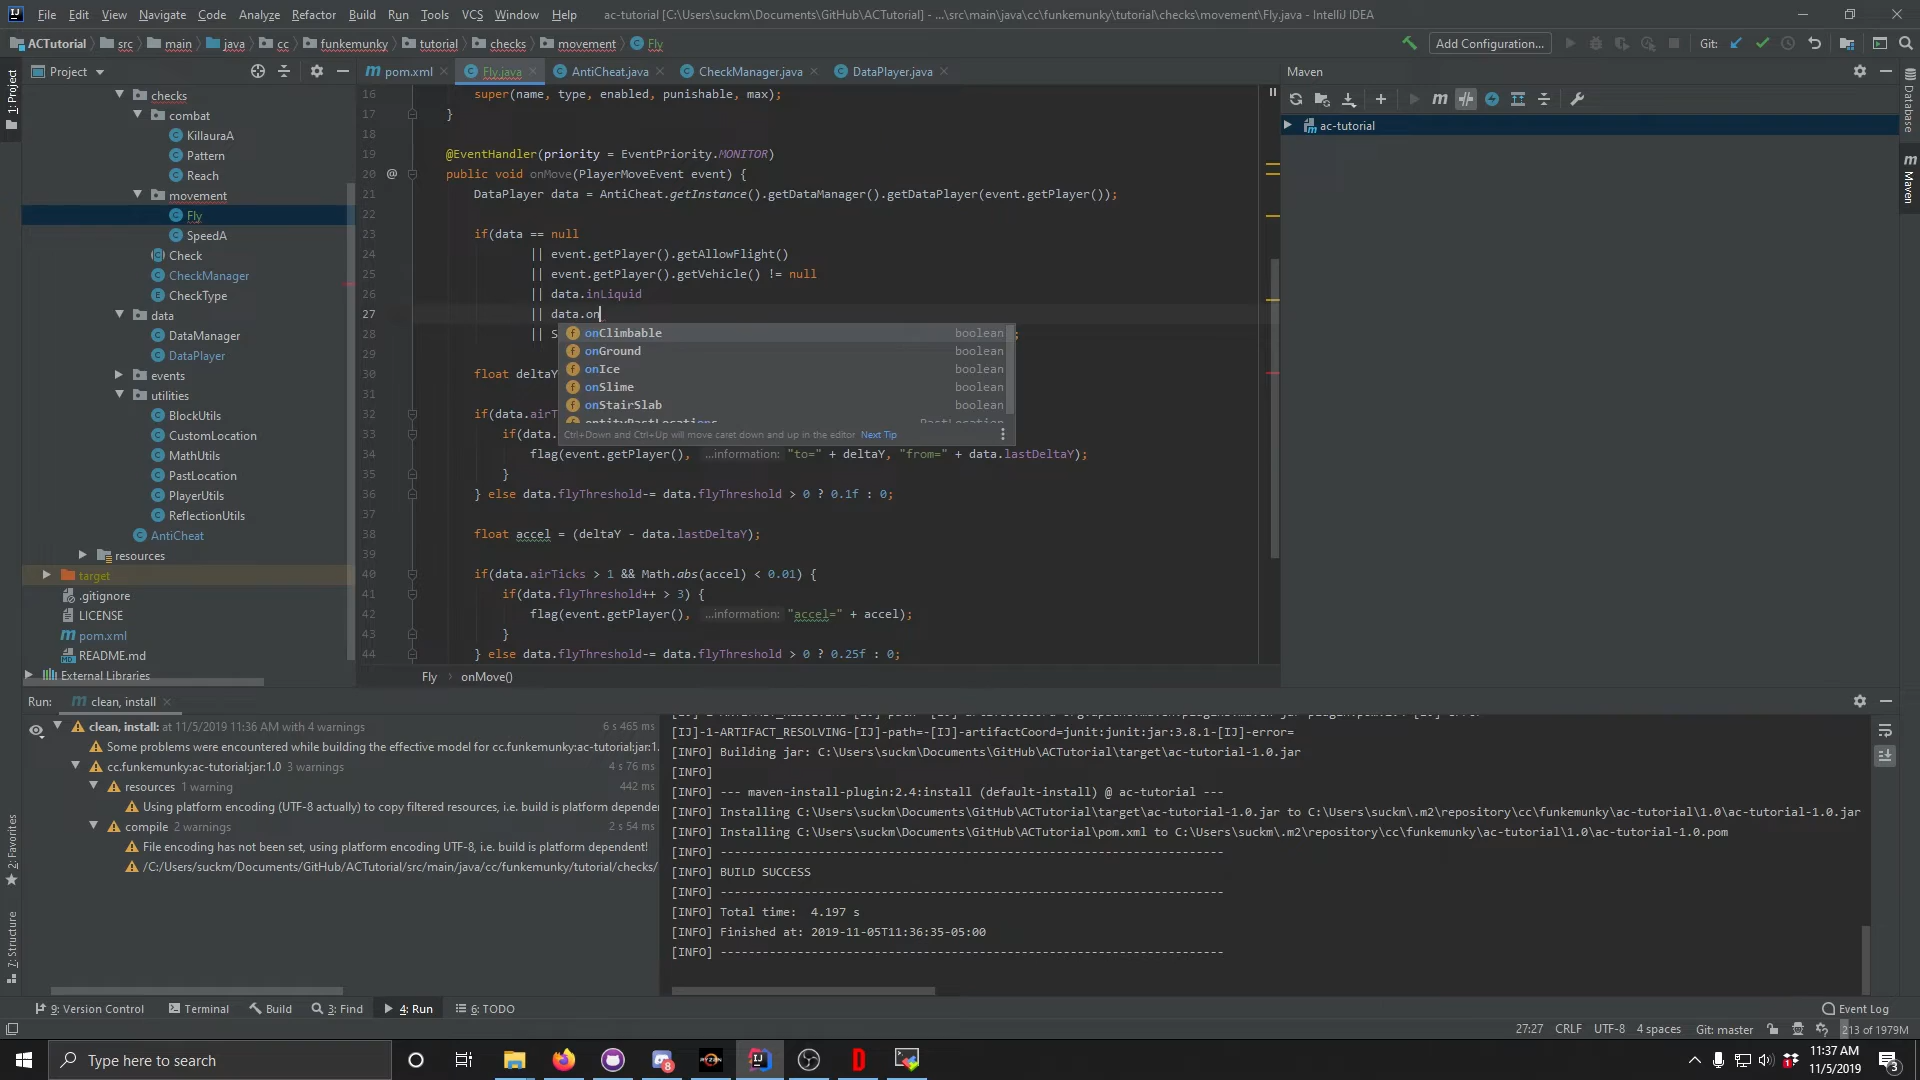 File Edit View Navigate Code Analyze Refactor Build Run Tools VCS Window Help ac-tutorial [C:\Users\suckm\Documents\GitHub\ACTutorial] - ...\src\main\java\cc\funkemunky\tutorial\checks\movement\Fly.java - IntelliJ IDEA
ACTutorial src main java cc funkemunky tutorial checks movement Fly Add Configuration... Git:
Project pom.xml Fly.java AntiCheat.java CheckManager.java DataPlayer.java Maven
1: Project
checks
combat
KillauraA
Pattern
Reach
movement
Fly
SpeedA
Check
CheckManager
CheckType
data
DataManager
DataPlayer
events
utilities
BlockUtils
CustomLocation
MathUtils
PastLocation
PlayerUtils
ReflectionUtils
AntiCheat
resources
target
.gitignore
LICENSE
pom.xml
README.md
External Libraries
16 super(name, type, enabled, punishable, max);
17 }
18
19 @EventHandler(priority = EventPriority.MONITOR)
20 public void onMove(PlayerMoveEvent event) {
21 DataPlayer data = AntiCheat.getInstance().getDataManager().getDataPlayer(event.getPlayer());
22
23 if(data == null
24 || event.getPlayer().getAllowFlight()
25 || event.getPlayer().getVehicle() != null
26 || data.inLiquid
27 || data.on
28 || S ;
29
30 float deltaY
31
32 if(data.airT
33 if(data.
34 flag(event.getPlayer(), ...information: "to=" + deltaY, "from=" + data.lastDeltaY);
35 }
36 } else data.flyThreshold-= data.flyThreshold > 0 ? 0.1f : 0;
37
38 float accel = (deltaY - data.lastDeltaY);
39
40 if(data.airTicks > 1 && Math.abs(accel) < 0.01) {
41 if(data.flyThreshold++ > 3) {
42 flag(event.getPlayer(), ...information: "accel=" + accel);
43 }
44 } else data.flyThreshold-= data.flyThreshold > 0 ? 0.25f : 0;
onClimbable boolean
onGround boolean
onIce boolean
onSlime boolean
onStairSlab boolean
entityPastLocations PastLocation
Ctrl+Down and Ctrl+Up will move caret down and up in the editor Next Tip
Fly › onMove()
ac-tutorial
Database
Maven
Run: clean, install
clean, install: at 11/5/2019 11:36 AM with 4 warnings 6 s 465 ms
Some problems were encountered while building the effective model for cc.funkemunky:ac-tutorial:jar:1.
cc.funkemunky:ac-tutorial:jar:1.0 3 warnings 4 s 76 ms
resources 1 warning 442 ms
Using platform encoding (UTF-8 actually) to copy filtered resources, i.e. build is platform depende
compile 2 warnings 2 s 54 ms
File encoding has not been set, using platform encoding UTF-8, i.e. build is platform dependent!
/C:/Users/suckm/Documents/GitHub/ACTutorial/src/main/java/cc/funkemunky/tutorial/checks/
[IJ]-1-ARTIFACT_RESOLVING-[IJ]-path=-[IJ]-artifactCoord=junit:junit:jar:3.8.1-[IJ]-error=
[INFO] Building jar: C:\Users\suckm\Documents\GitHub\ACTutorial\target\ac-tutorial-1.0.jar
[INFO]
[INFO] --- maven-install-plugin:2.4:install (default-install) @ ac-tutorial ---
[INFO] Installing C:\Users\suckm\Documents\GitHub\ACTutorial\target\ac-tutorial-1.0.jar to C:\Users\suckm\.m2\repository\cc\funkemunky\ac-tutorial\1.0\ac-tutorial-1.0.jar
[INFO] Installing C:\Users\suckm\Documents\GitHub\ACTutorial\pom.xml to C:\Users\suckm\.m2\repository\cc\funkemunky\ac-tutorial\1.0\ac-tutorial-1.0.pom
[INFO] ------------------------------------------------------------------------
[INFO] BUILD SUCCESS
[INFO] ------------------------------------------------------------------------
[INFO] Total time: 4.197 s
[INFO] Finished at: 2019-11-05T11:36:35-05:00
[INFO] ------------------------------------------------------------------------
2: Favorites
7: Structure
9: Version Control Terminal Build 3: Find 4: Run 6: TODO Event Log
27:27 CRLF UTF-8 4 spaces Git: master 213 of 1979M
Type here to search 8 RYZEN D 11:37 AM
11/5/2019 3